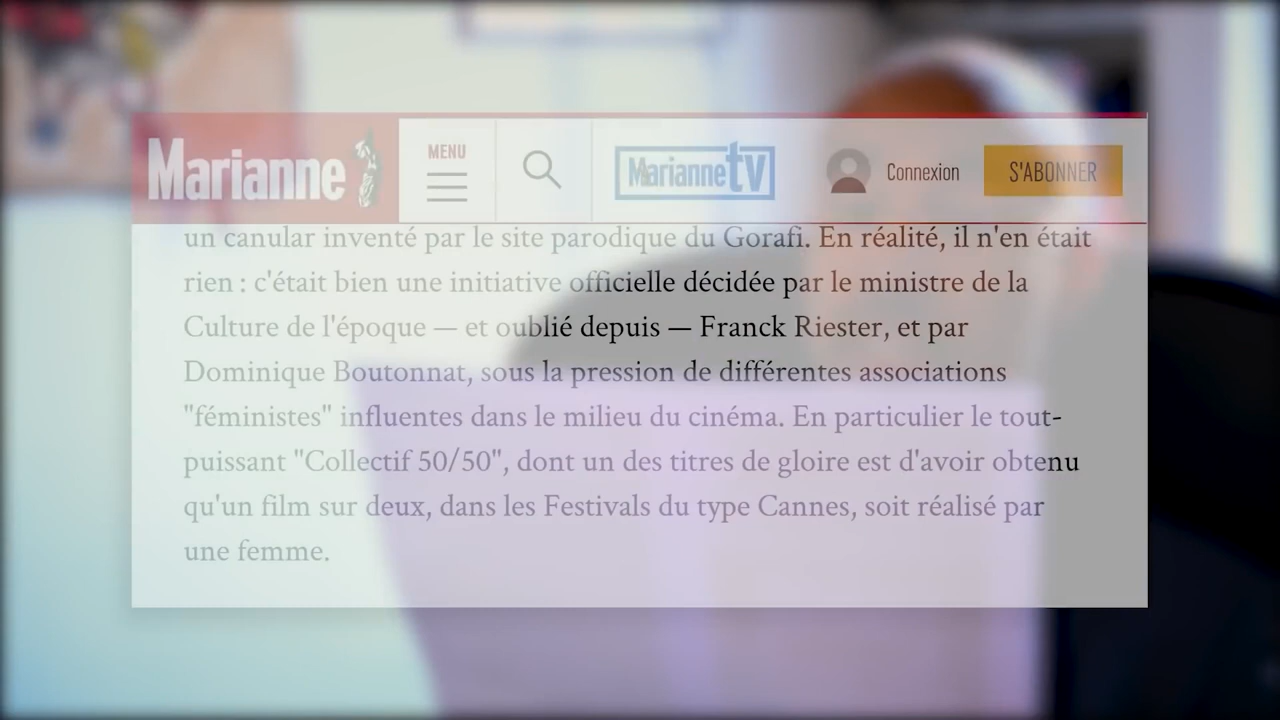 Marianne
MENU
Marianne tv
Connexion
S'ABONNER
un canular inventé par le site parodique du Gorafi. En réalité, il n'en était
rien : c'était bien une initiative officielle décidée par le ministre de la
Culture de l'époque — et oublié depuis — Franck Riester, et par
Dominique Boutonnat, sous la pression de différentes associations
"féministes" influentes dans le milieu du cinéma. En particulier le tout-
puissant "Collectif 50/50", dont un des titres de gloire est d'avoir obtenu
qu'un film sur deux, dans les Festivals du type Cannes, soit réalisé par
une femme.